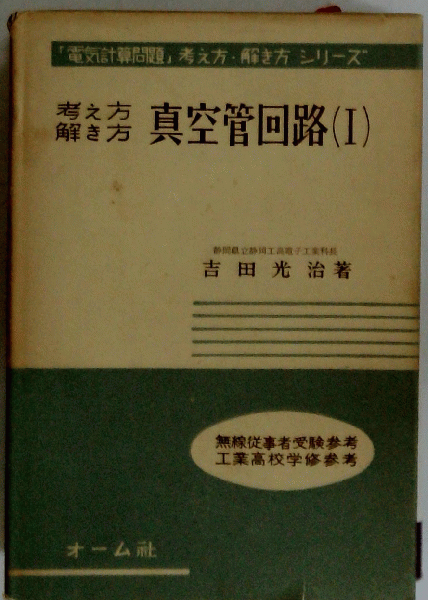 「電気計算問題」考え方・解き方 シリーズ
考え方
解き方 真空管回路(I)
静岡県立静岡工高電子工業科長
吉田光治著
無線従事者受験参考
工業高校学修参考
オーム社